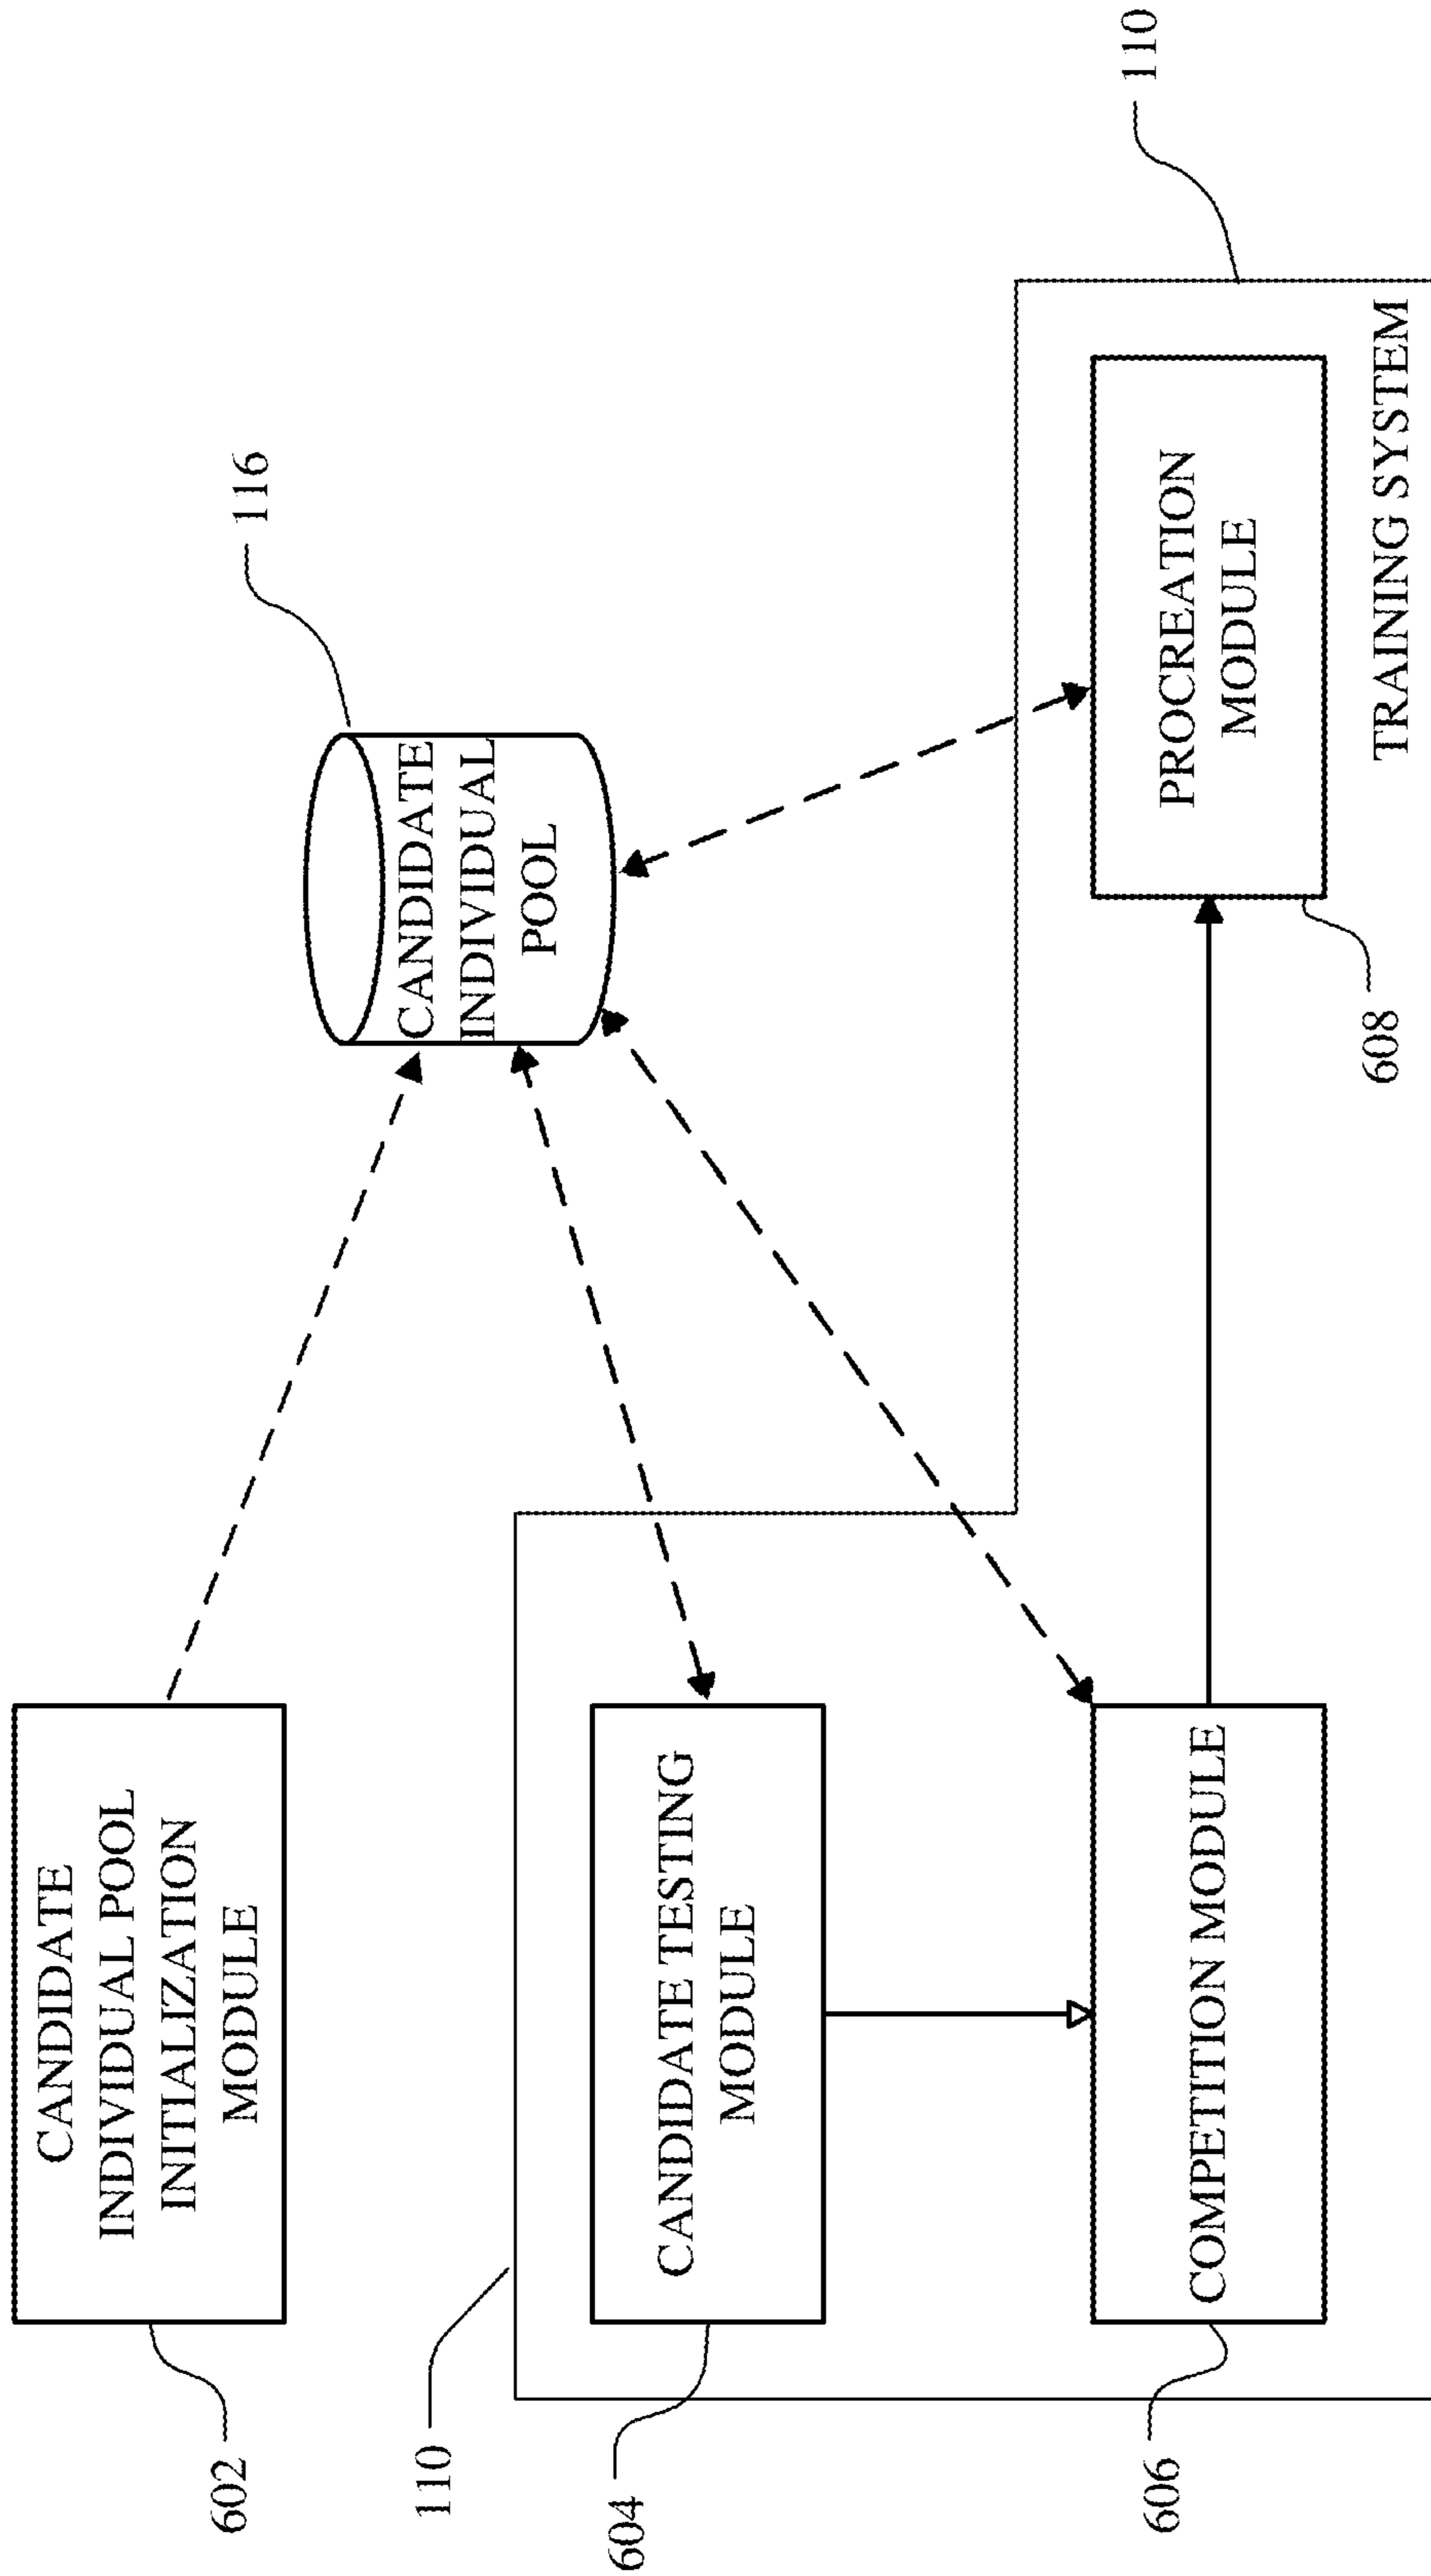 602
CANDIDATE
INDIVIDUAL POOL
INITIALIZATION
MODULE
116
CANDIDATE
INDIVIDUAL
POOL
110
604
CANDIDATE TESTING
MODULE
606
COMPETITION MODULE
608
PROCREATION
MODULE
TRAINING SYSTEM
110